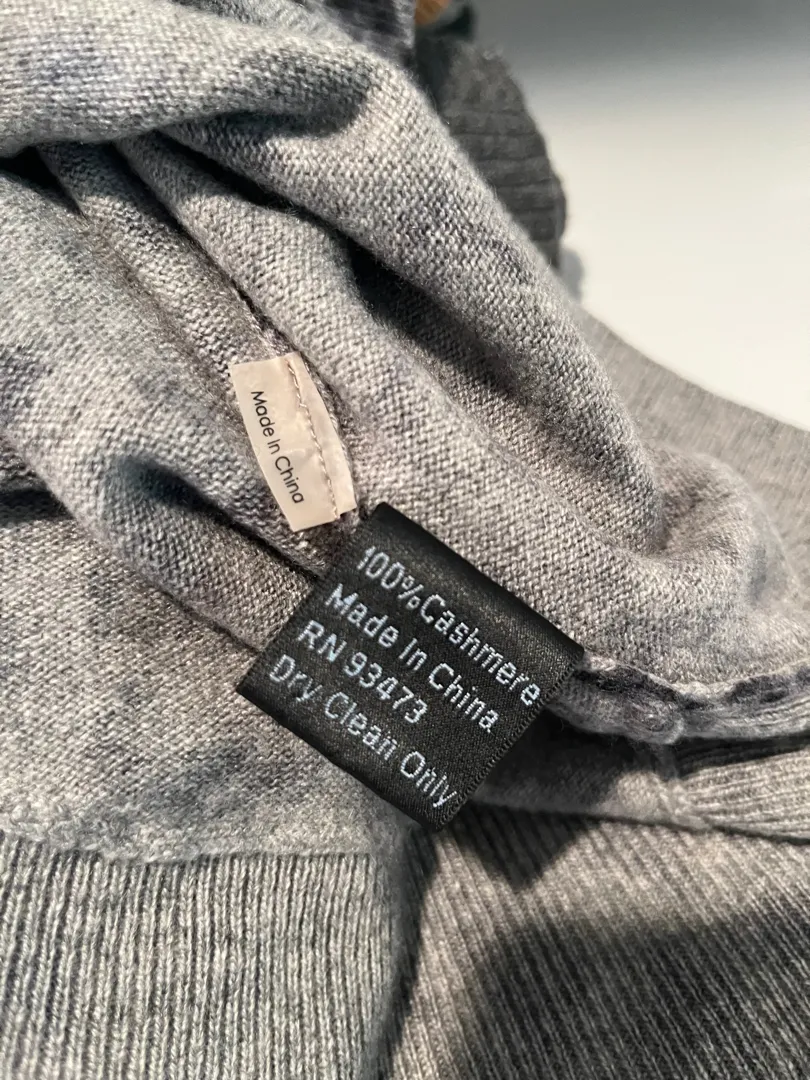 Made In China
100%Cashmere
Made In China
RN 93473
Dry Clean Only